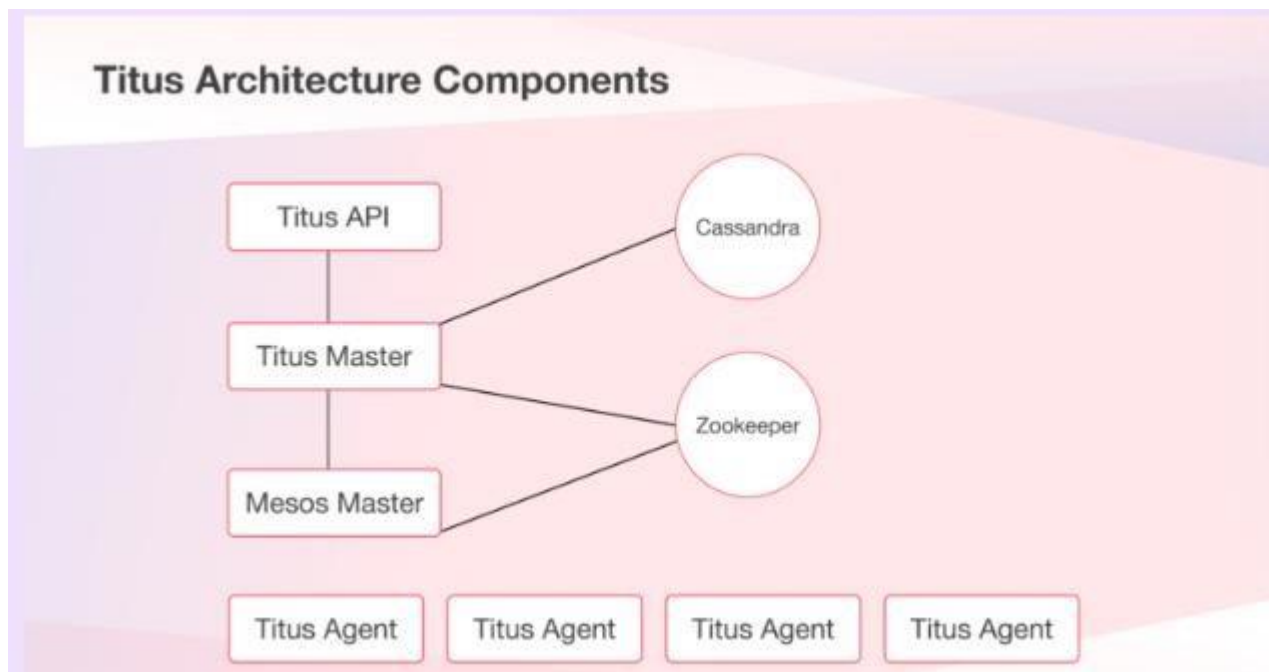 Titus Architecture Components
Titus API
Cassandra
Titus Master
Zookeeper
Mesos Master
Titus Agent
Titus Agent
Titus Agent
Titus Agent